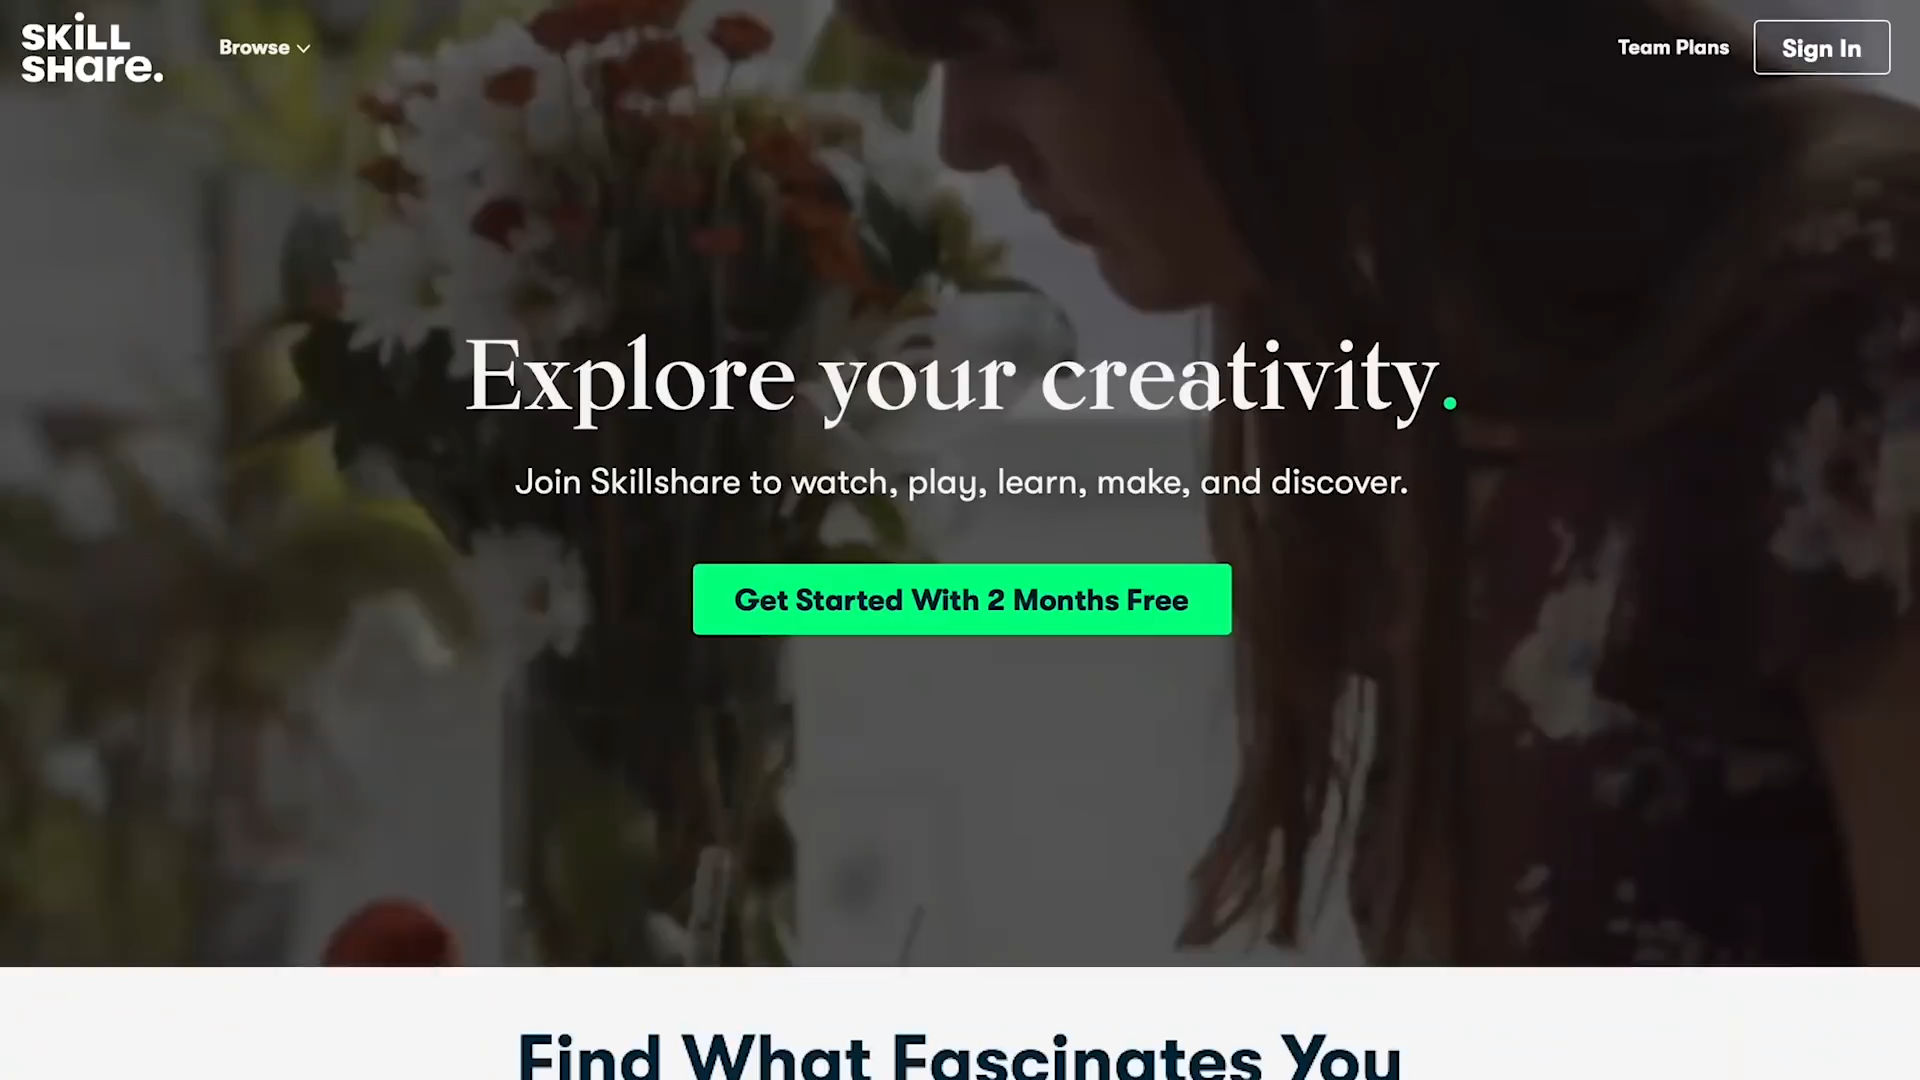 SKILL
SHare.
Browse
Team Plans
Sign In
Explore your creativity.
Join Skillshare to watch, play, learn, make, and discover.
Get Started With 2 Months Free
Find What Fascinates You